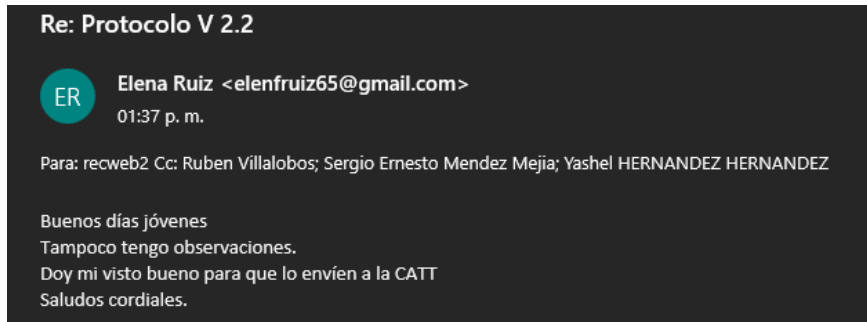 Re: Protocolo V 2.2
ER
Elena Ruiz <elenfruiz65@gmail.com>
01:37 p. m.
Para: recweb2 Cc: Ruben Villalobos; Sergio Ernesto Mendez Mejia; Yashel HERNANDEZ HERNANDEZ
Buenos días jóvenes
Tampoco tengo observaciones.
Doy mi visto bueno para que lo envíen a la CATT
Saludos cordiales.